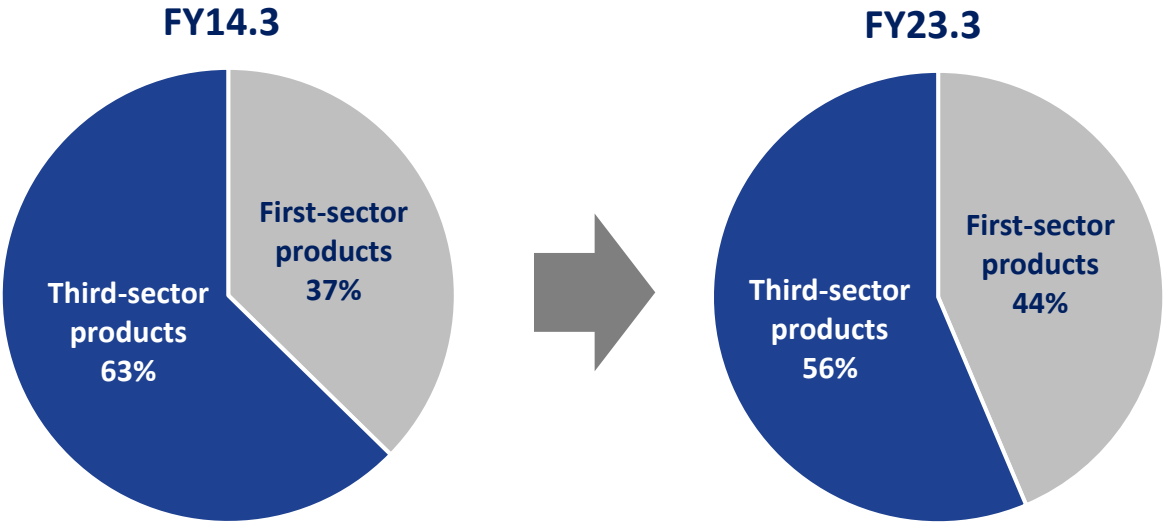 FY14.3
First-sector
products
37%
Third-sector
products
63%
FY23.3
First-sector
products
44%
Third-sector
products
56%